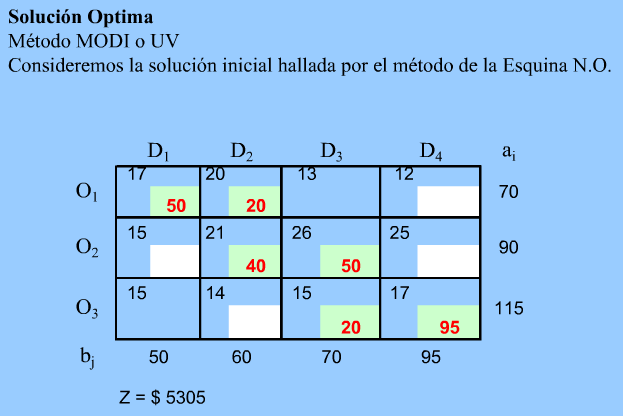 Solución Optima
Método MODI o UV
Consideremos la solución inicial hallada por el método de la Esquina N.O.
D₁ D₂ D₃ D₄ aᵢ
17 20 13 12
O₁ 50 20 70
15 21 26 25
O₂ 40 50 90
15 14 15 17
O₃ 20 95 115
bⱼ 50 60 70 95
Z = $ 5305